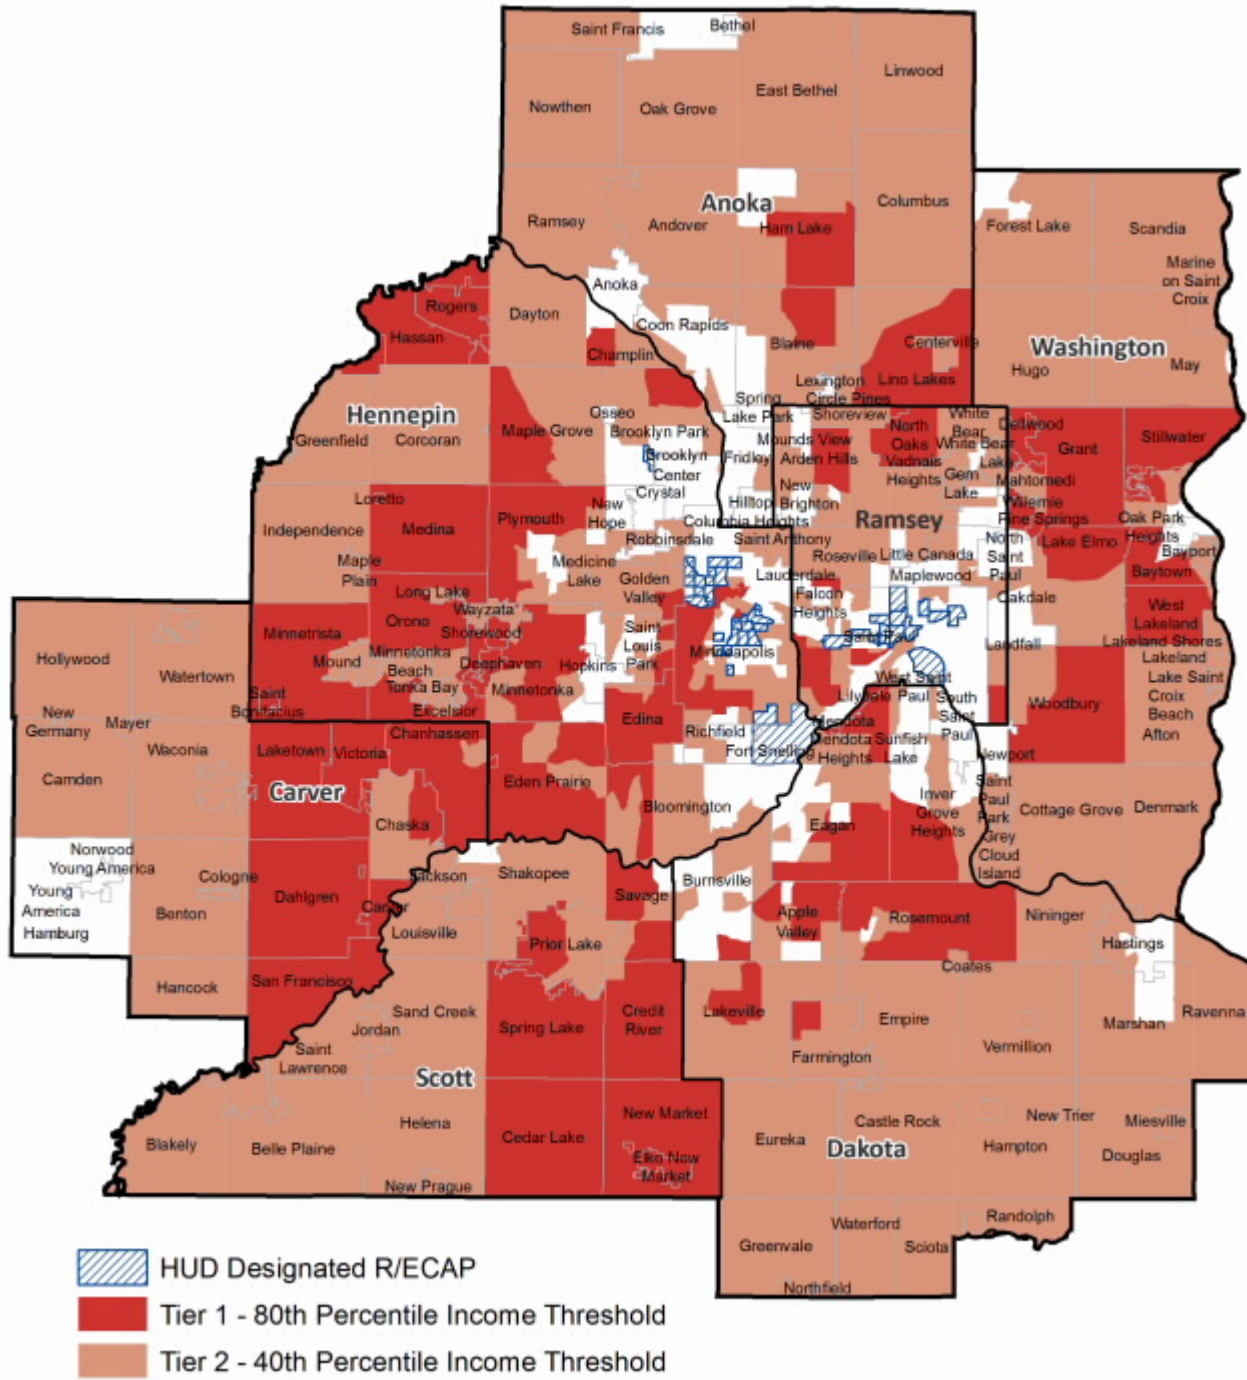 Saint Francis
Bethel
Linwood
East Bethel
Nowthen
Oak Grove
Anoka
Columbus
Ramsey
Andover
Ham Lake
Forest Lake
Scandia
Marine
on Saint
Croix
Anoka
Rogers
Dayton
Coon Rapids
Hassan
Champlin
Blaine
Centerville
Washington
May
Hugo
Lexington
Lino Lakes
Circle Pines
Spring
Lake Park
Hennepin
Osseo
Shoreview
White
Bear
Dellwood
Stillwater
Greenfield
Corcoran
Maple Grove
Brooklyn Park
Mounds View
North
Oaks
White Bear
Lake
Grant
Brooklyn
Center
Fridley
Arden Hills
Vadnais
Heights
Gem
Lake
Mahtomedi
Crystal
New
Brighton
Willernie
Loretto
Hilltop
Pine Springs
Independence
Medina
Plymouth
New
Hope
Columbia Heights
Ramsey
Oak Park
Heights
Robbinsdale
Saint Anthony
North
Saint
Paul
Lake Elmo
Bayport
Maple
Plain
Medicine
Lake
Golden
Valley
Roseville
Little Canada
Lauderdale
Maplewood
Baytown
Long Lake
Falcon
Heights
Oakdale
West
Lakeland
Wayzata
Orono
Minnetrista
Shorewood
Saint
Louis
Park
Saint Paul
Landfall
Lakeland Shores
Hollywood
Mound
Minnetonka
Beach
Deephaven
Hopkins
Minneapolis
Lakeland
Lake Saint
Croix
Beach
Watertown
Tonka Bay
Minnetonka
West Saint
Paul
Saint
Bonifacius
Excelsior
Lilydale
South
Saint
Paul
Woodbury
New
Germany
Mayer
Edina
Mendota
Afton
Waconia
Chanhassen
Richfield
Laketown
Victoria
Fort Snelling
Mendota
Heights
Sunfish
Lake
Newport
Camden
Carver
Eden Prairie
Saint
Paul
Park
Bloomington
Inver
Grove
Heights
Cottage Grove
Denmark
Chaska
Eagan
Grey
Cloud
Island
Norwood
Young America
Cologne
Jackson
Shakopee
Burnsville
Young
America
Dahlgren
Savage
Benton
Carver
Apple
Valley
Rosemount
Nininger
Hamburg
Louisville
Prior Lake
Hastings
Coates
Hancock
San Francisco
Sand Creek
Credit
River
Lakeville
Ravenna
Jordan
Spring Lake
Empire
Marshan
Saint
Lawrence
Farmington
Vermillion
Scott
Helena
New Market
Castle Rock
New Trier
Miesville
Blakely
Belle Plaine
Cedar Lake
Eureka
Dakota
Hampton
Douglas
Elko New
Market
New Prague
Waterford
Randolph
Greenvale
Sciota
Northfield
HUD Designated R/ECAP
Tier 1 - 80th Percentile Income Threshold
Tier 2 - 40th Percentile Income Threshold